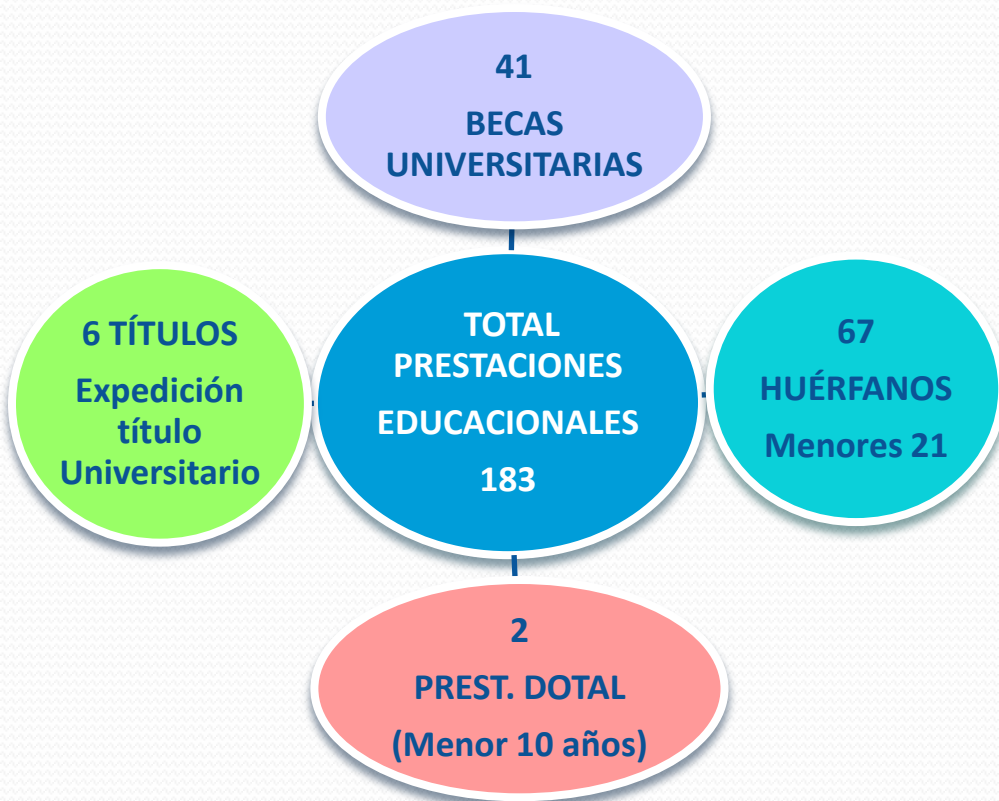 41
BECAS
UNIVERSITARIAS
6 TÍTULOS
Expedición
título
Universitario
TOTAL
PRESTACIONES
EDUCACIONALES
183
67
HUÉRFANOS
Menores 21
2
PREST. DOTAL
(Menor 10 años)